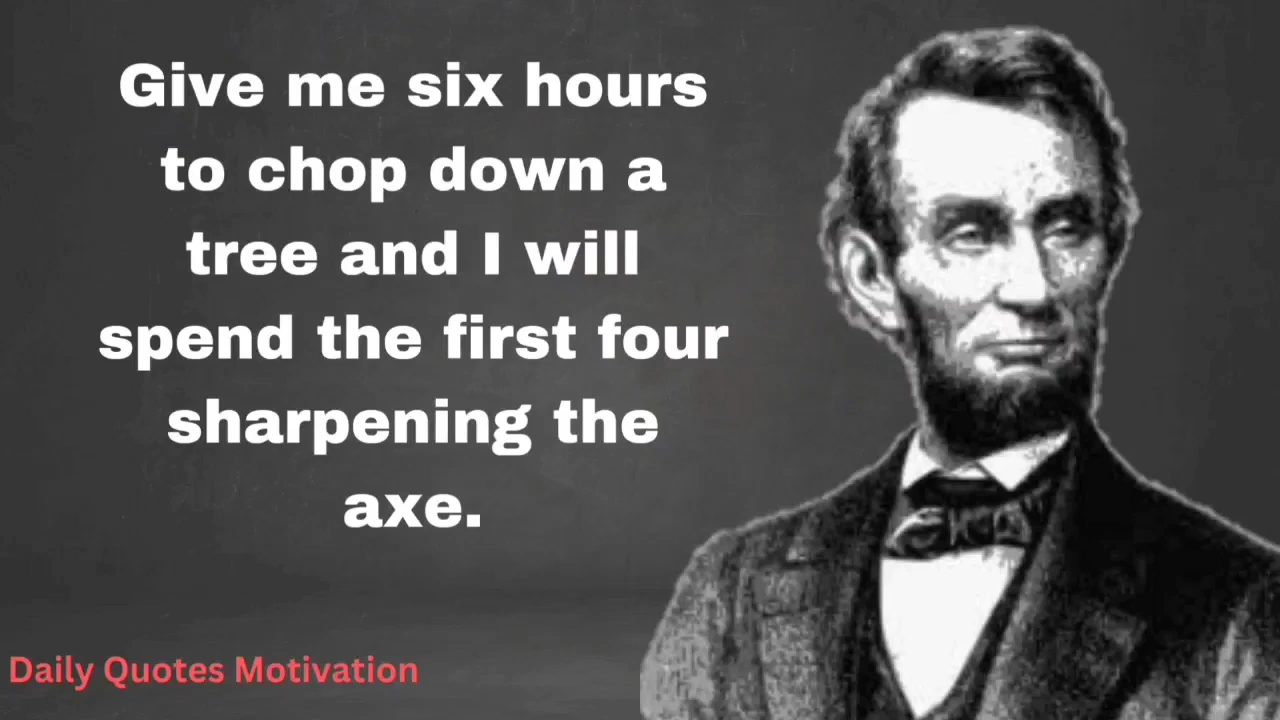 Give me six hours
to chop down a
tree and I will
spend the first four
sharpening the
axe.
Daily Quotes Motivation